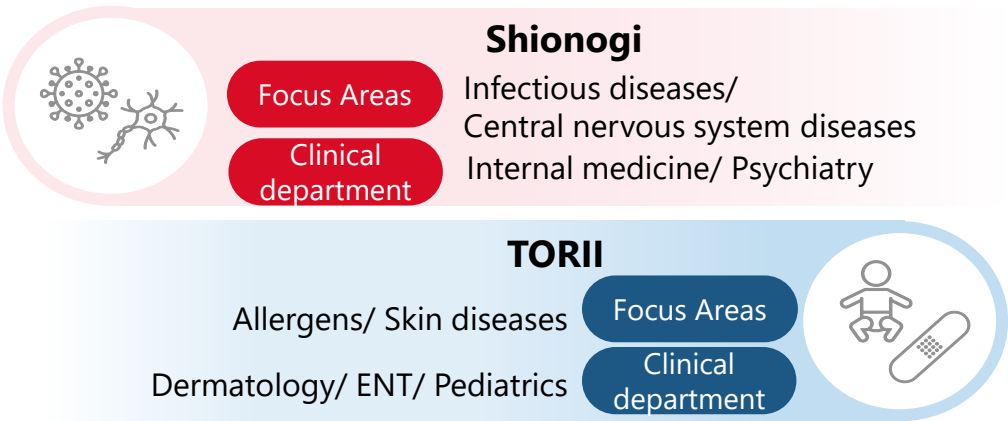 Shionogi
Focus Areas
Infectious diseases/
Central nervous system diseases
Clinical
department
Internal medicine/ Psychiatry
TORII
Allergens/ Skin diseases
Focus Areas
Dermatology/ ENT/ Pediatrics
Clinical
department